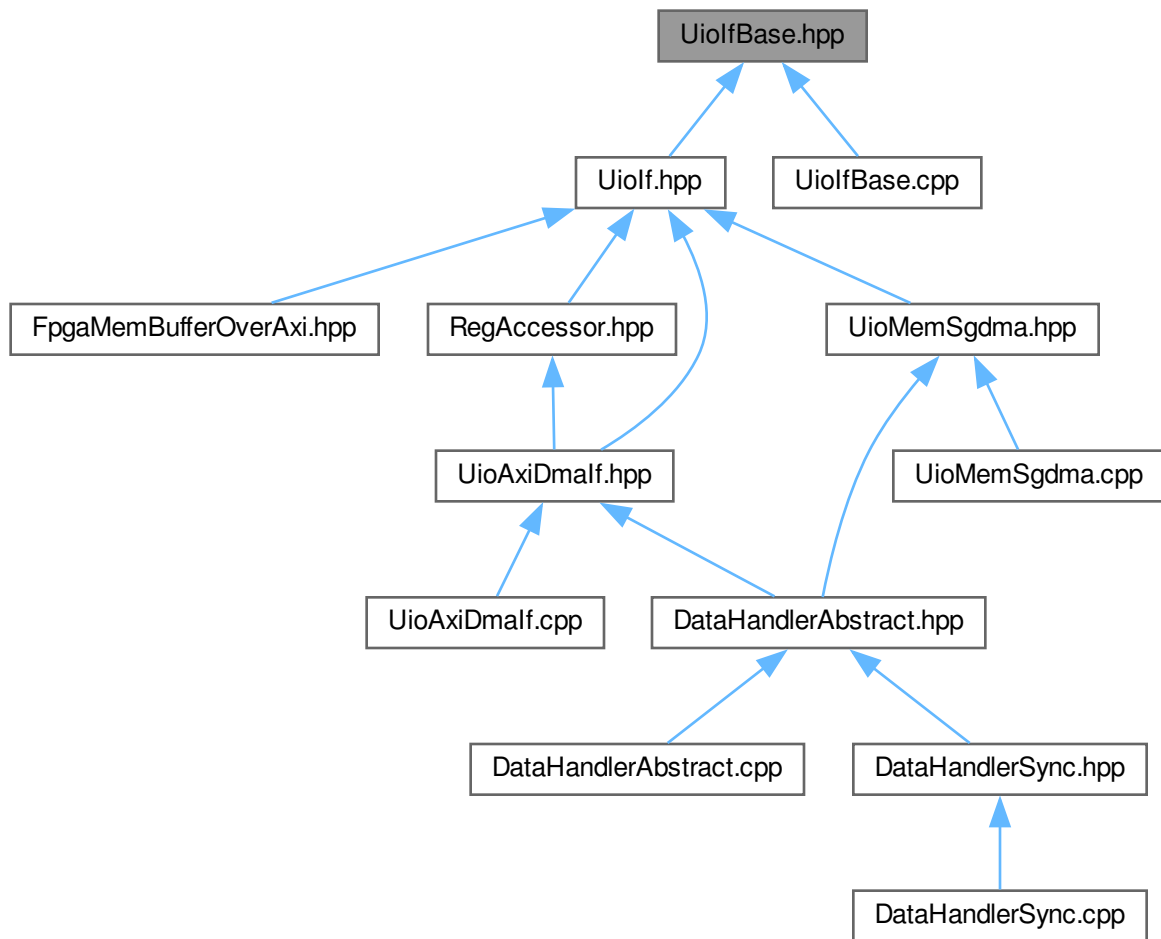 UioIfBase.hpp
UioIf.hpp
UioIfBase.cpp
FpgaMemBufferOverAxi.hpp
RegAccessor.hpp
UioMemSgdma.hpp
UioAxiDmaIf.hpp
UioMemSgdma.cpp
UioAxiDmaIf.cpp
DataHandlerAbstract.hpp
DataHandlerAbstract.cpp
DataHandlerSync.hpp
DataHandlerSync.cpp